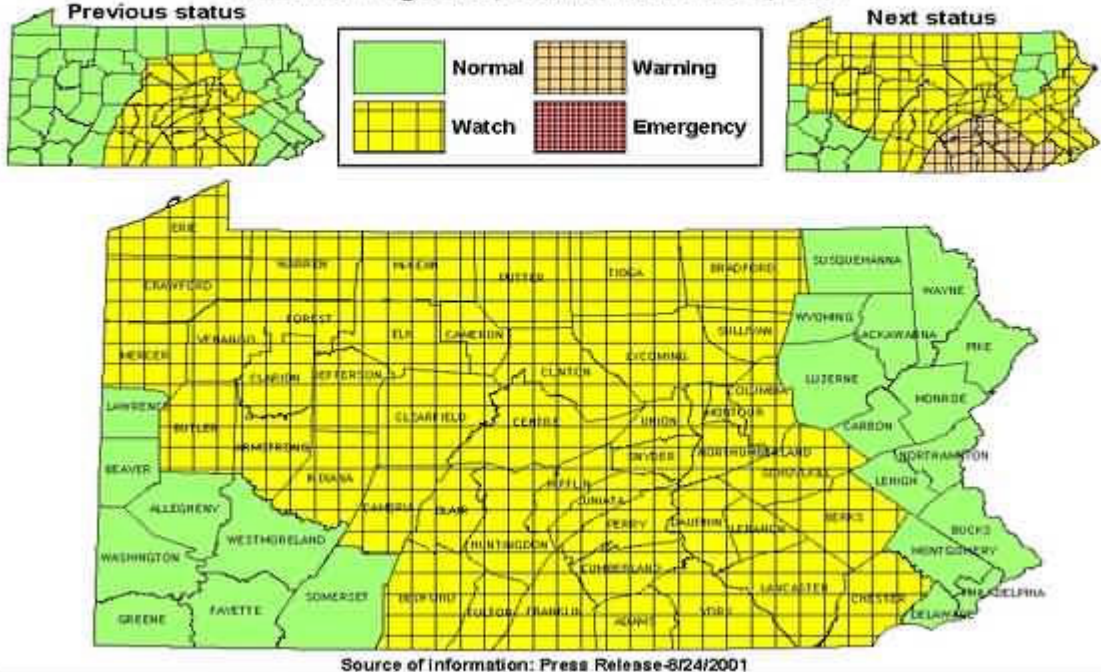 Previous status
Next status
Normal
Warning
Watch
Emergency
ERIE
WARREN
McKEAN
POTTER
TIOGA
BRADFORD
SUSQUEHANNA
WAYNE
CRAWFORD
FOREST
VENANGO
ELK
CAMERON
SULLIVAN
WYOMING
LACKAWANNA
PIKE
MERCER
CLARION
JEFFERSON
CLINTON
LYCOMING
COLUMBIA
LUZERNE
MONROE
LAWRENCE
BUTLER
CLEARFIELD
CENTRE
UNION
MONTOUR
CARBON
ARMSTRONG
SNYDER
NORTHUMBERLAND
NORTHAMPTON
BEAVER
INDIANA
MIFFLIN
SCHUYLKILL
LEHIGH
ALLEGHENY
CAMBRIA
BLAIR
JUNIATA
PERRY
DAUPHIN
LEBANON
BERKS
BUCKS
WASHINGTON
WESTMORELAND
HUNTINGDON
CUMBERLAND
MONTGOMERY
SOMERSET
BEDFORD
FULTON
FRANKLIN
ADAMS
YORK
LANCASTER
CHESTER
PHILADELPHIA
DELAWARE
GREENE
FAYETTE
Source of Information: Press Release-8/24/2001